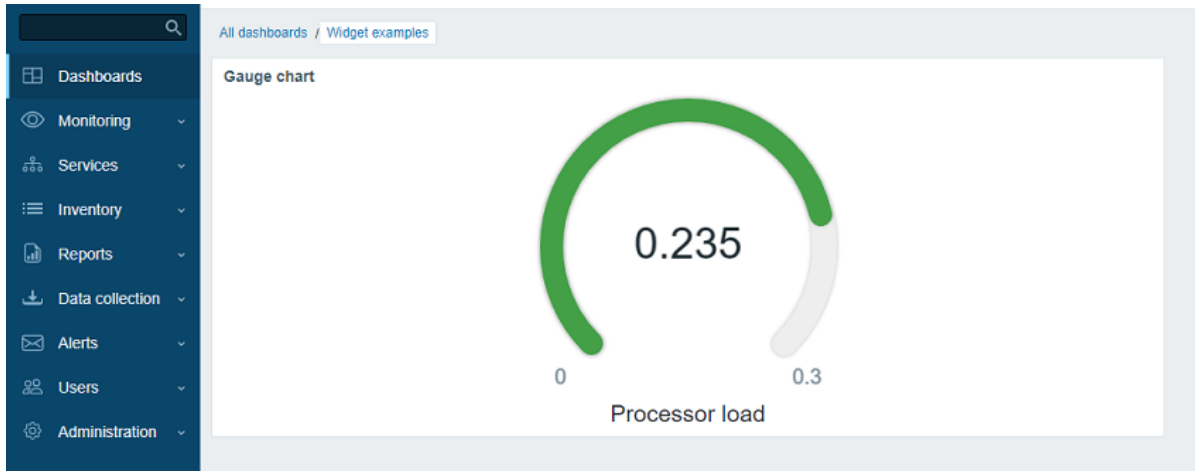 Dashboards
Monitoring
Services
Inventory
Reports
Data collection
Alerts
Users
Administration
All dashboards / Widget examples
Gauge chart
0.235
0 0.3
Processor load